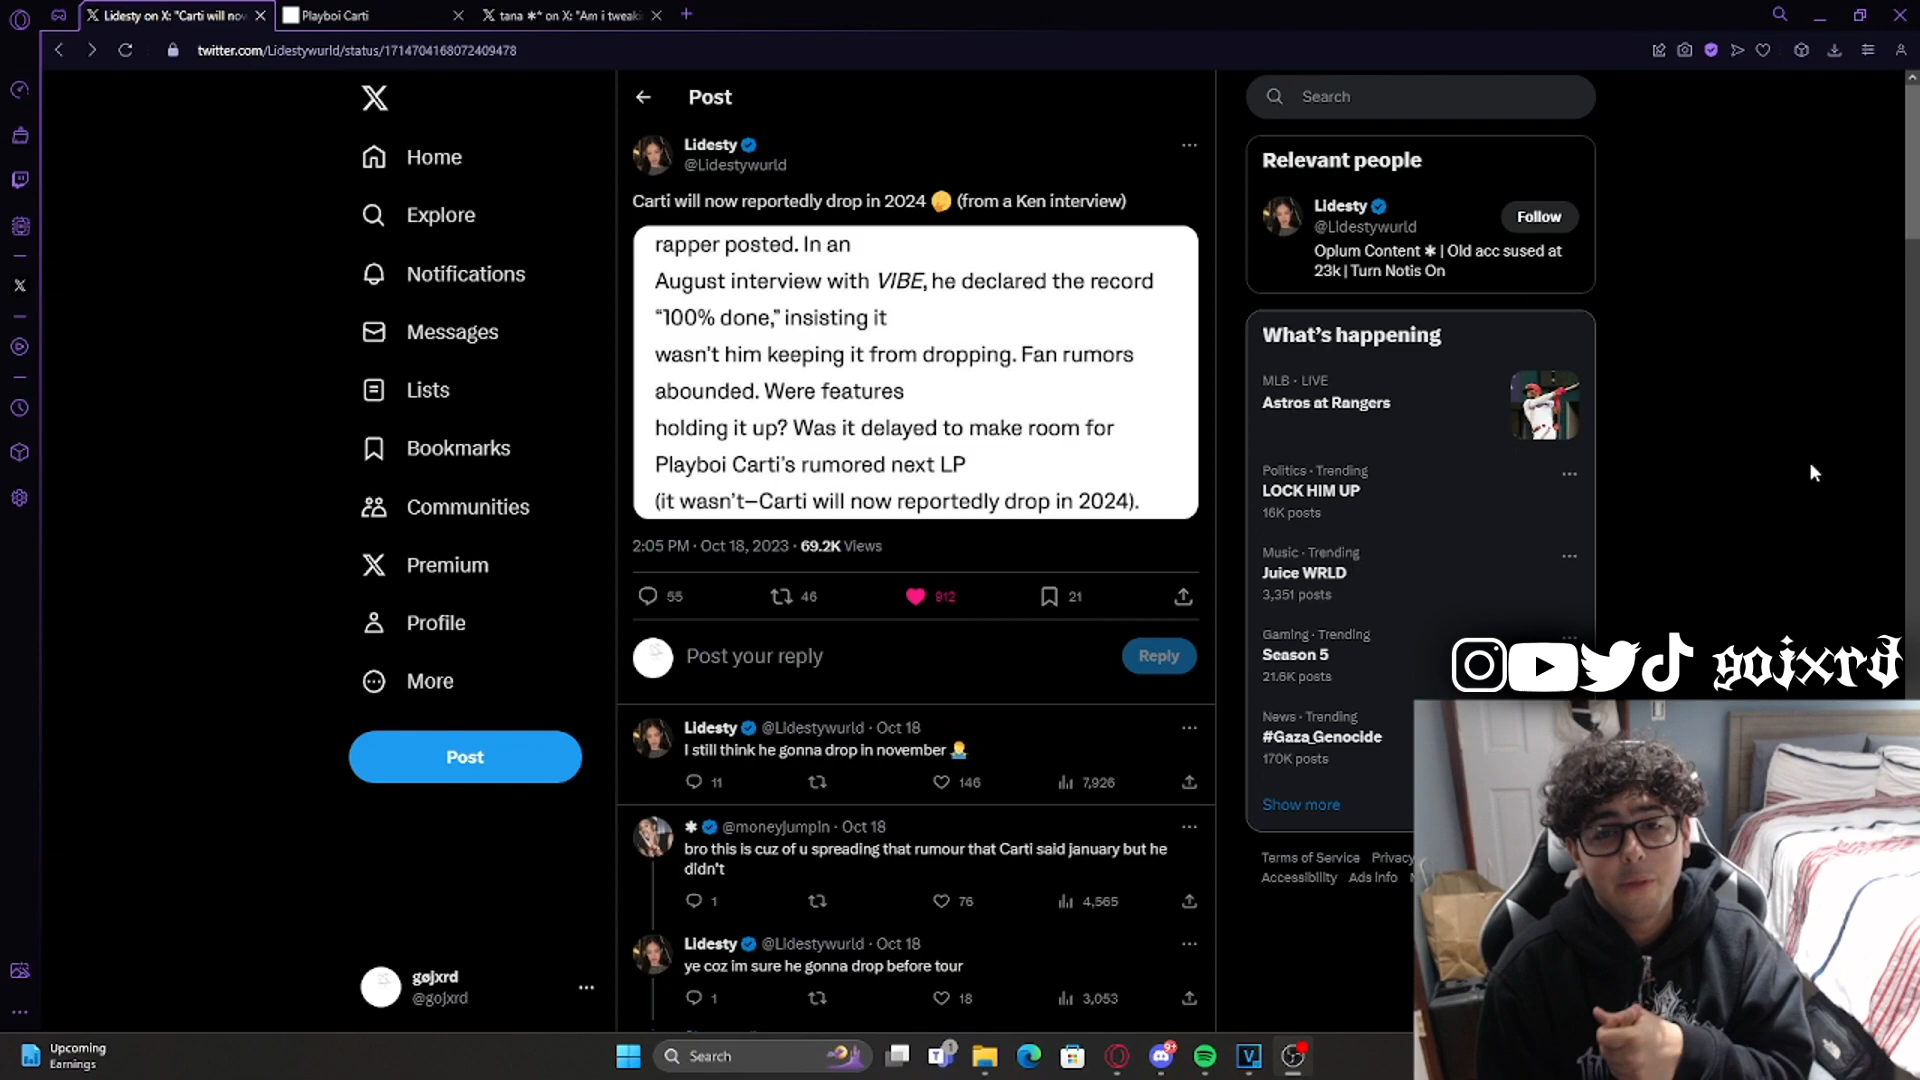 Lidesty on X: "Carti will now
Playboi Carti
tana ** on X: "Am i tweaki
twitter.com/Lidestywurld/status/1714704168072409478
Home
Explore
Notifications
Messages
Lists
Bookmarks
Communities
Premium
Profile
More
Post
gøjxrd
@gojxrd
Post
Lidesty
@Lidestywurld
Carti will now reportedly drop in 2024 🤭 (from a Ken interview)
rapper posted. In an
August interview with VIBE, he declared the record
“100% done,” insisting it
wasn’t him keeping it from dropping. Fan rumors
abounded. Were features
holding it up? Was it delayed to make room for
Playboi Carti’s rumored next LP
(it wasn’t—Carti will now reportedly drop in 2024).
2:05 PM · Oct 18, 2023 · 69.2K Views
55 46 912 21
Post your reply
Reply
Lidesty @Lidestywurld · Oct 18
I still think he gonna drop in november
11 146 7,926
* @moneyjumpin · Oct 18
bro this is cuz of u spreading that rumour that Carti said january but he
didn’t
1 76 4,565
Lidesty @Lidestywurld · Oct 18
ye coz im sure he gonna drop before tour
1 18 3,053
Search
Relevant people
Lidesty
@Lidestywurld
Follow
Opium Content * | Old acc sused at
23k | Turn Notis On
What’s happening
MLB · LIVE
Astros at Rangers
Politics · Trending
LOCK HIM UP
16K posts
Music · Trending
Juice WRLD
3,351 posts
Gaming · Trending
Season 5
21.6K posts
News · Trending
#Gaza_Genocide
170K posts
Show more
Terms of Service Privacy
Accessibility Ads info
gojxrd
Upcoming
Earnings
Search
1
9+